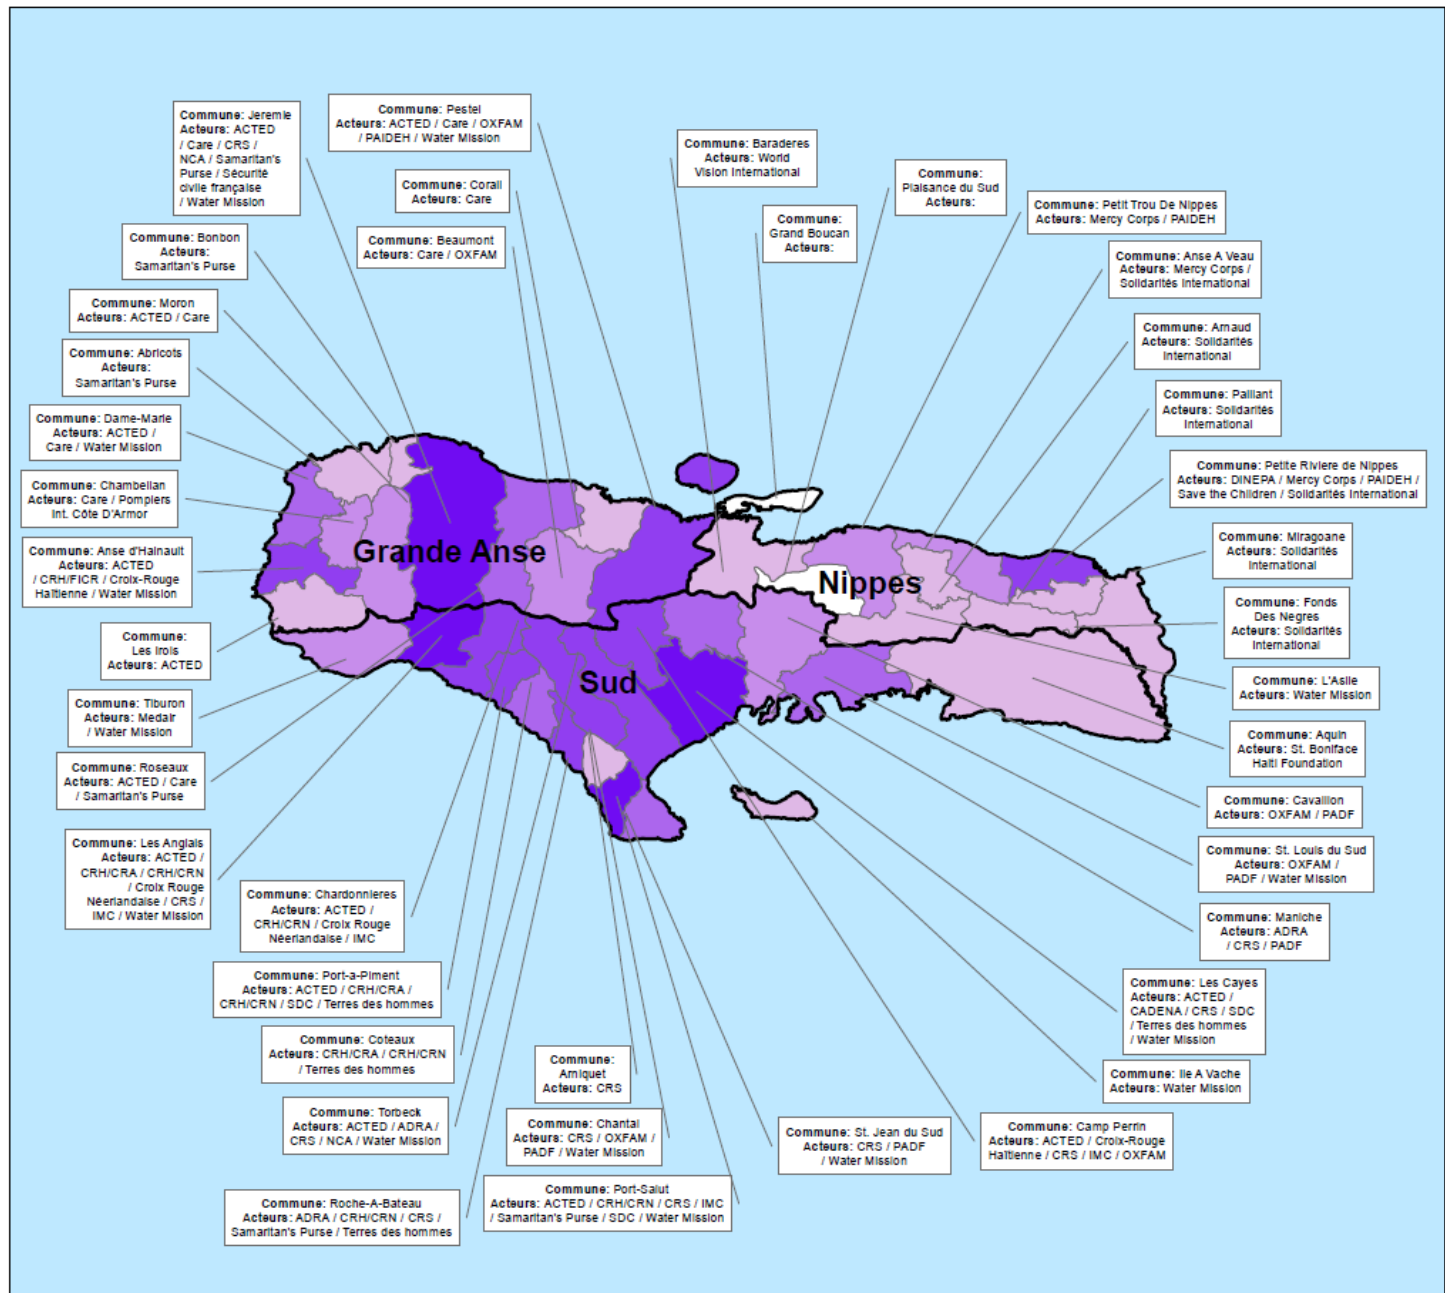 Commune: Jeremie
Acteurs: ACTED
/ Care / CRS /
NCA / Samaritan's
Purse / Sécurité
civile française
/ Water Mission
Commune: Pestel
Acteurs: ACTED / Care / OXFAM
/ PAIDEH / Water Mission
Commune: Corail
Acteurs: Care
Commune: Beaumont
Acteurs: Care / OXFAM
Commune: Baraderes
Acteurs: World
Vision International
Commune:
Grand Boucan
Acteurs:
Commune:
Plaisance du Sud
Acteurs:
Commune: Petit Trou De Nippes
Acteurs: Mercy Corps / PAIDEH
Commune: Anse A Veau
Acteurs: Mercy Corps /
Solidarités International
Commune: Arnaud
Acteurs: Solidarités
International
Commune: Paillant
Acteurs: Solidarités
International
Commune: Petite Riviere de Nippes
Acteurs: DINEPA / Mercy Corps / PAIDEH /
Save the Children / Solidarités International
Commune: Miragoane
Acteurs: Solidarités
International
Commune: Fonds
Des Negres
Acteurs: Solidarités
International
Commune: L'Asile
Acteurs: Water Mission
Commune: Aquin
Acteurs: St. Boniface
Haiti Foundation
Commune: Cavaillon
Acteurs: OXFAM / PADF
Commune: St. Louis du Sud
Acteurs: OXFAM /
PADF / Water Mission
Commune: Maniche
Acteurs: ADRA
/ CRS / PADF
Commune: Les Cayes
Acteurs: ACTED /
CADENA / CRS / SDC
/ Terres des hommes
/ Water Mission
Commune: Ile A Vache
Acteurs: Water Mission
Commune: Camp Perrin
Acteurs: ACTED / Croix-Rouge
Haïtienne / CRS / IMC / OXFAM
Commune: St. Jean du Sud
Acteurs: CRS / PADF
/ Water Mission
Commune: Bonbon
Acteurs:
Samaritan's Purse
Commune: Moron
Acteurs: ACTED / Care
Commune: Abricots
Acteurs:
Samaritan's Purse
Commune: Dame-Marie
Acteurs: ACTED /
Care / Water Mission
Commune: Chambellan
Acteurs: Care / Pompiers
Int. Côte D'Armor
Commune: Anse d'Hainault
Acteurs: ACTED
/ CRH/FICR / Croix-Rouge
Haïtienne / Water Mission
Commune:
Les Irois
Acteurs: ACTED
Commune: Tiburon
Acteurs: Medair
/ Water Mission
Commune: Roseaux
Acteurs: ACTED / Care
/ Samaritan's Purse
Commune: Les Anglais
Acteurs: ACTED /
CRH/CRA / CRH/CRN
/ Croix Rouge
Néerlandaise / CRS /
IMC / Water Mission
Commune: Chardonnieres
Acteurs: ACTED /
CRH/CRN / Croix Rouge
Néerlandaise / IMC
Commune: Port-a-Piment
Acteurs: ACTED / CRH/CRA /
CRH/CRN / SDC / Terres des hommes
Commune: Coteaux
Acteurs: CRH/CRA / CRH/CRN
/ Terres des hommes
Commune: Torbeck
Acteurs: ACTED / ADRA /
CRS / NCA / Water Mission
Commune: Roche-A-Bateau
Acteurs: ADRA / CRH/CRN / CRS /
Samaritan's Purse / Terres des hommes
Commune:
Arniquet
Acteurs: CRS
Commune: Chantal
Acteurs: CRS / OXFAM /
PADF / Water Mission
Commune: Port-Salut
Acteurs: ACTED / CRH/CRN / CRS / IMC
/ Samaritan's Purse / SDC / Water Mission
Grande Anse
Nippes
Sud